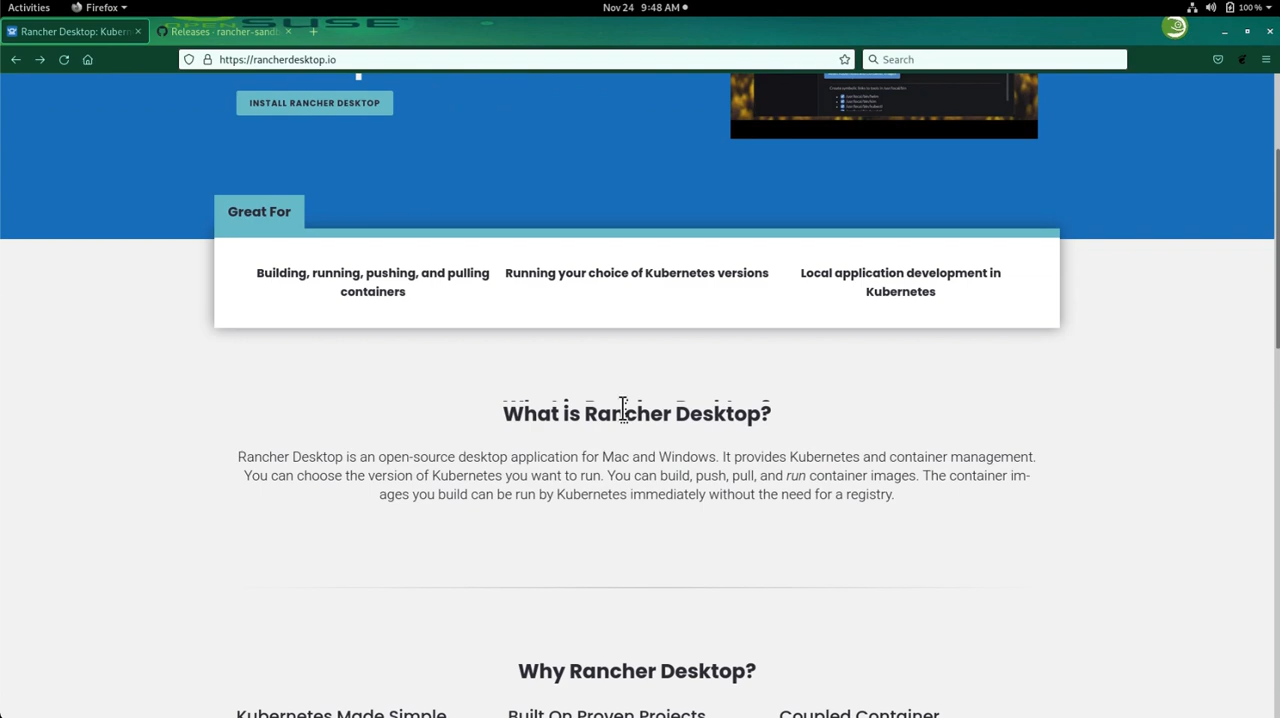 Activities Firefox Nov 24 9:48 AM 100 %
Rancher Desktop: Kubern Releases · rancher-sandb
https://rancherdesktop.io Search
INSTALL RANCHER DESKTOP
Great For
Building, running, pushing, and pulling
containers
Running your choice of Kubernetes versions
Local application development in
Kubernetes
What is Rancher Desktop?
Rancher Desktop is an open-source desktop application for Mac and Windows. It provides Kubernetes and container management.
You can choose the version of Kubernetes you want to run. You can build, push, pull, and run container images. The container im-
ages you build can be run by Kubernetes immediately without the need for a registry.
Why Rancher Desktop?
Kubernetes Made Simple Built On Proven Projects Coupled Container